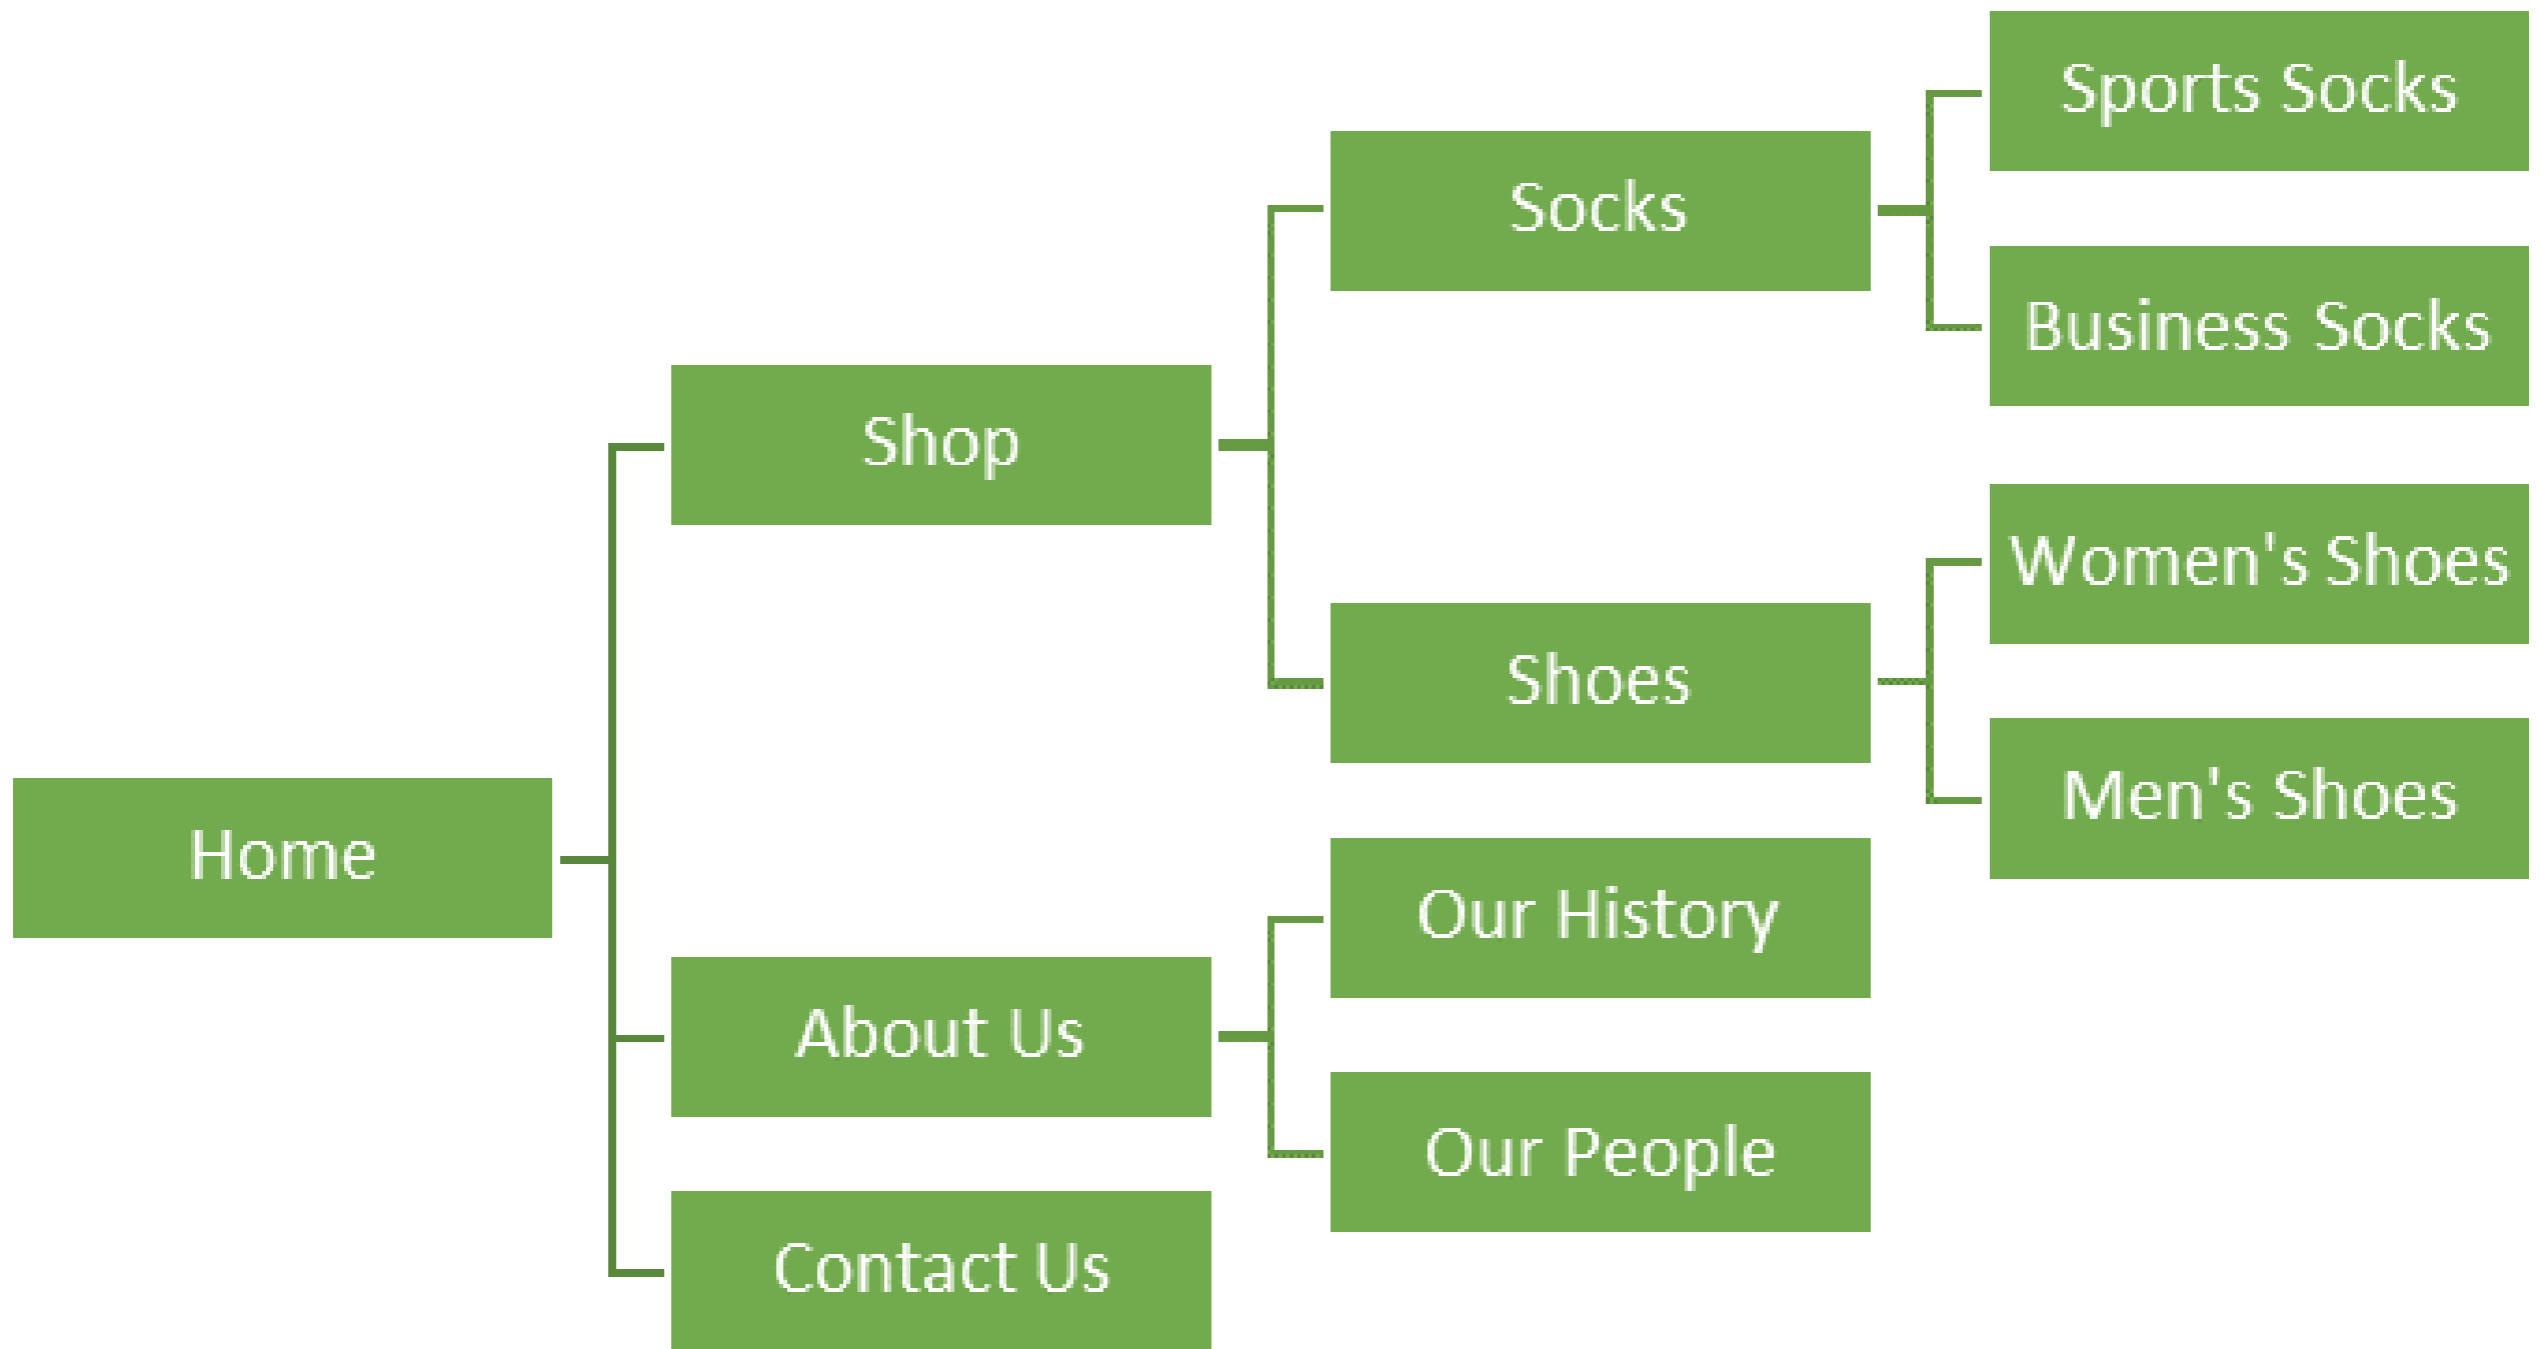 Home
Shop
Socks
Sports Socks
Business Socks
Shoes
Women's Shoes
Men's Shoes
About Us
Our History
Our People
Contact Us